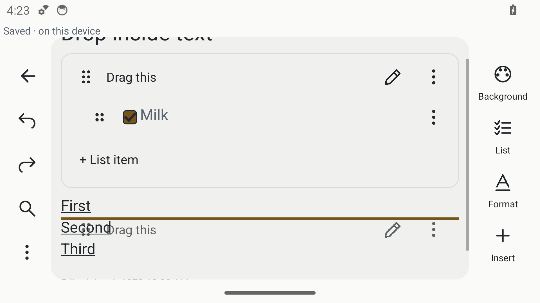 4:23
Saved · on this device
Drop inside text
Drag this
Milk
+ List item
First
Second
Drag this
Third
Background
List
Format
Insert